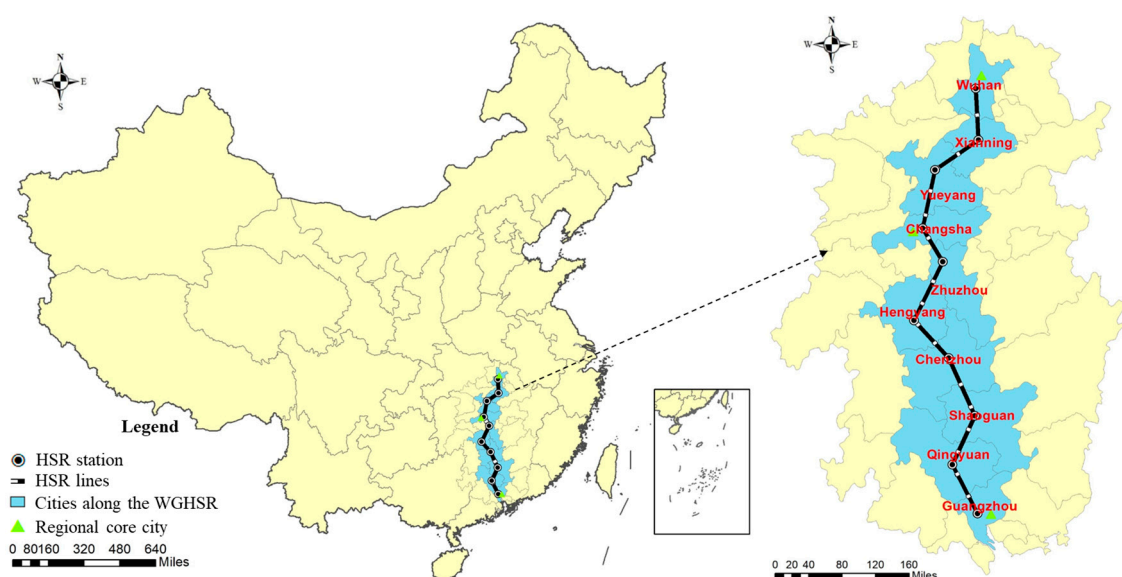 N
W E
S
Legend
HSR station
HSR lines
Cities along the WGHSR
Regional core city
0 80160 320 480 640
Miles
N
W E
S
Wuhan
Xianning
Yueyang
Changsha
Zhuzhou
Hengyang
Chenzhou
Shaoguan
Qingyuan
Guangzhou
0 20 40 80 120 160
Miles